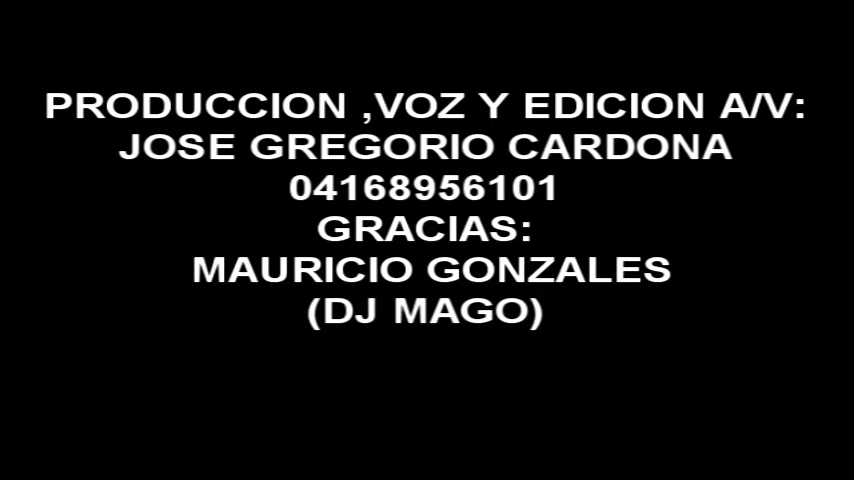 PRODUCCION ,VOZ Y EDICION A/V:
JOSE GREGORIO CARDONA
04168956101
GRACIAS:
MAURICIO GONZALES
(DJ MAGO)